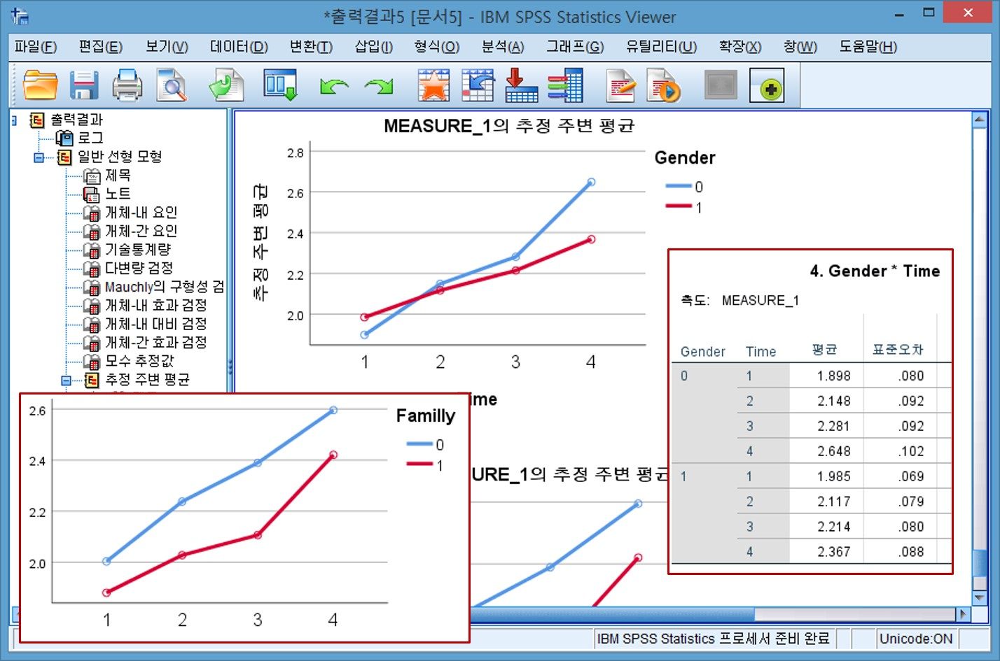 *출력결과5 [문서5] - IBM SPSS Statistics Viewer
파일(F) 편집(E) 보기(V) 데이터(D) 변환(T) 삽입(I) 형식(O) 분석(A) 그래프(G) 유틸리티(U) 확장(X) 창(W) 도움말(H)
출력결과
로그
일반 선형 모형
제목
노트
개체-내 요인
개체-간 요인
기술통계량
다변량 검정
Mauchly의 구형성 검
개체-내 효과 검정
개체-내 대비 검정
개체-간 효과 검정
모수 추정값
추정 주변 평균
MEASURE_1의 추정 주변 평균
추정 주변 평균
2.8
2.6
2.4
2.2
2.0
1 2 3 4
Gender
0
1
ime
URE_1의 추정 주변 평균
4. Gender * Time
측도: MEASURE_1
Gender Time 평균 표준오차
0 1 1.898 .080
2 2.148 .092
3 2.281 .092
4 2.648 .102
1 1 1.985 .069
2 2.117 .079
3 2.214 .080
4 2.367 .088
2.6
2.4
2.2
2.0
1 2 3 4
Familly
0
1
IBM SPSS Statistics 프로세서 준비 완료 Unicode:ON